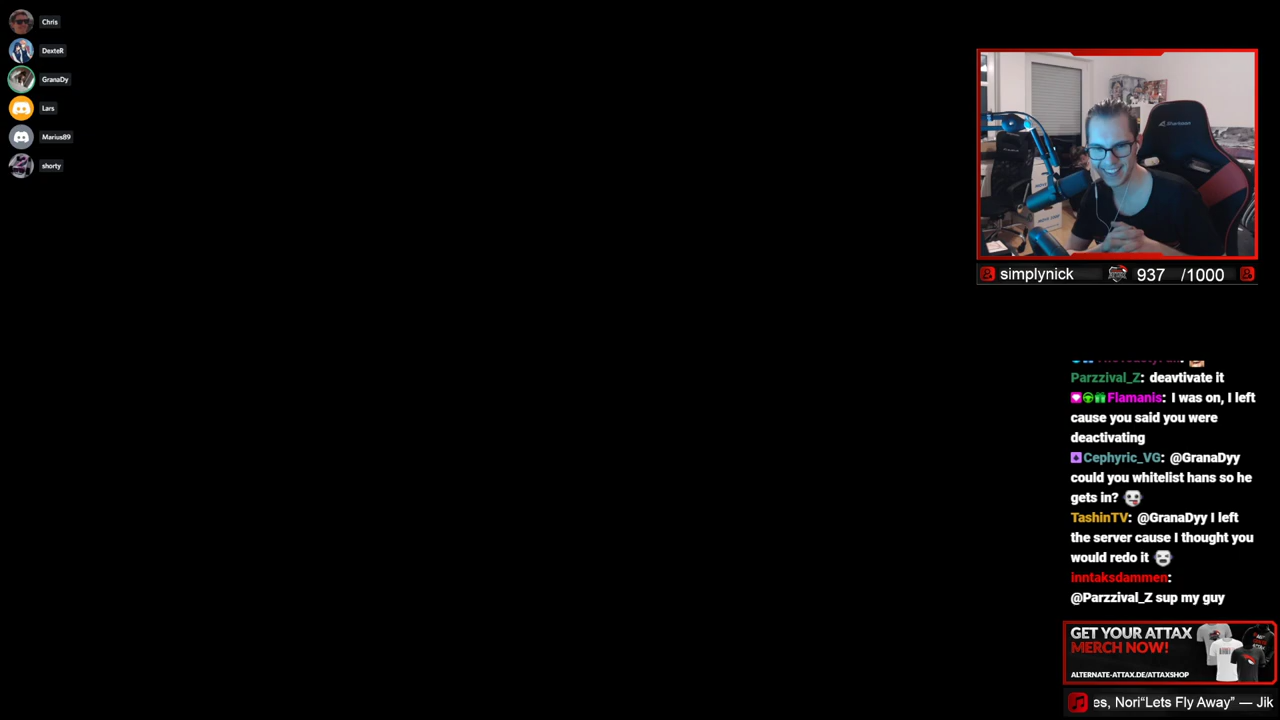 Chris
DexteR
GranaDy
Lars
Marius89
shorty
simplynick 937 /1000
Parzzival_Z: deavtivate it
Flamanis: I was on, I left
cause you said you were
deactivating
Cephyric_VG: @GranaDyy
could you whitelist hans so he
gets in?
TashinTV: @GranaDyy I left
the server cause I thought you
would redo it
inntaksdammen:
@Parzzival_Z sup my guy
GET YOUR ATTAX
MERCH NOW!
ALTERNATE-ATTAX.DE/ATTAXSHOP
es, Nori“Lets Fly Away” — Jik